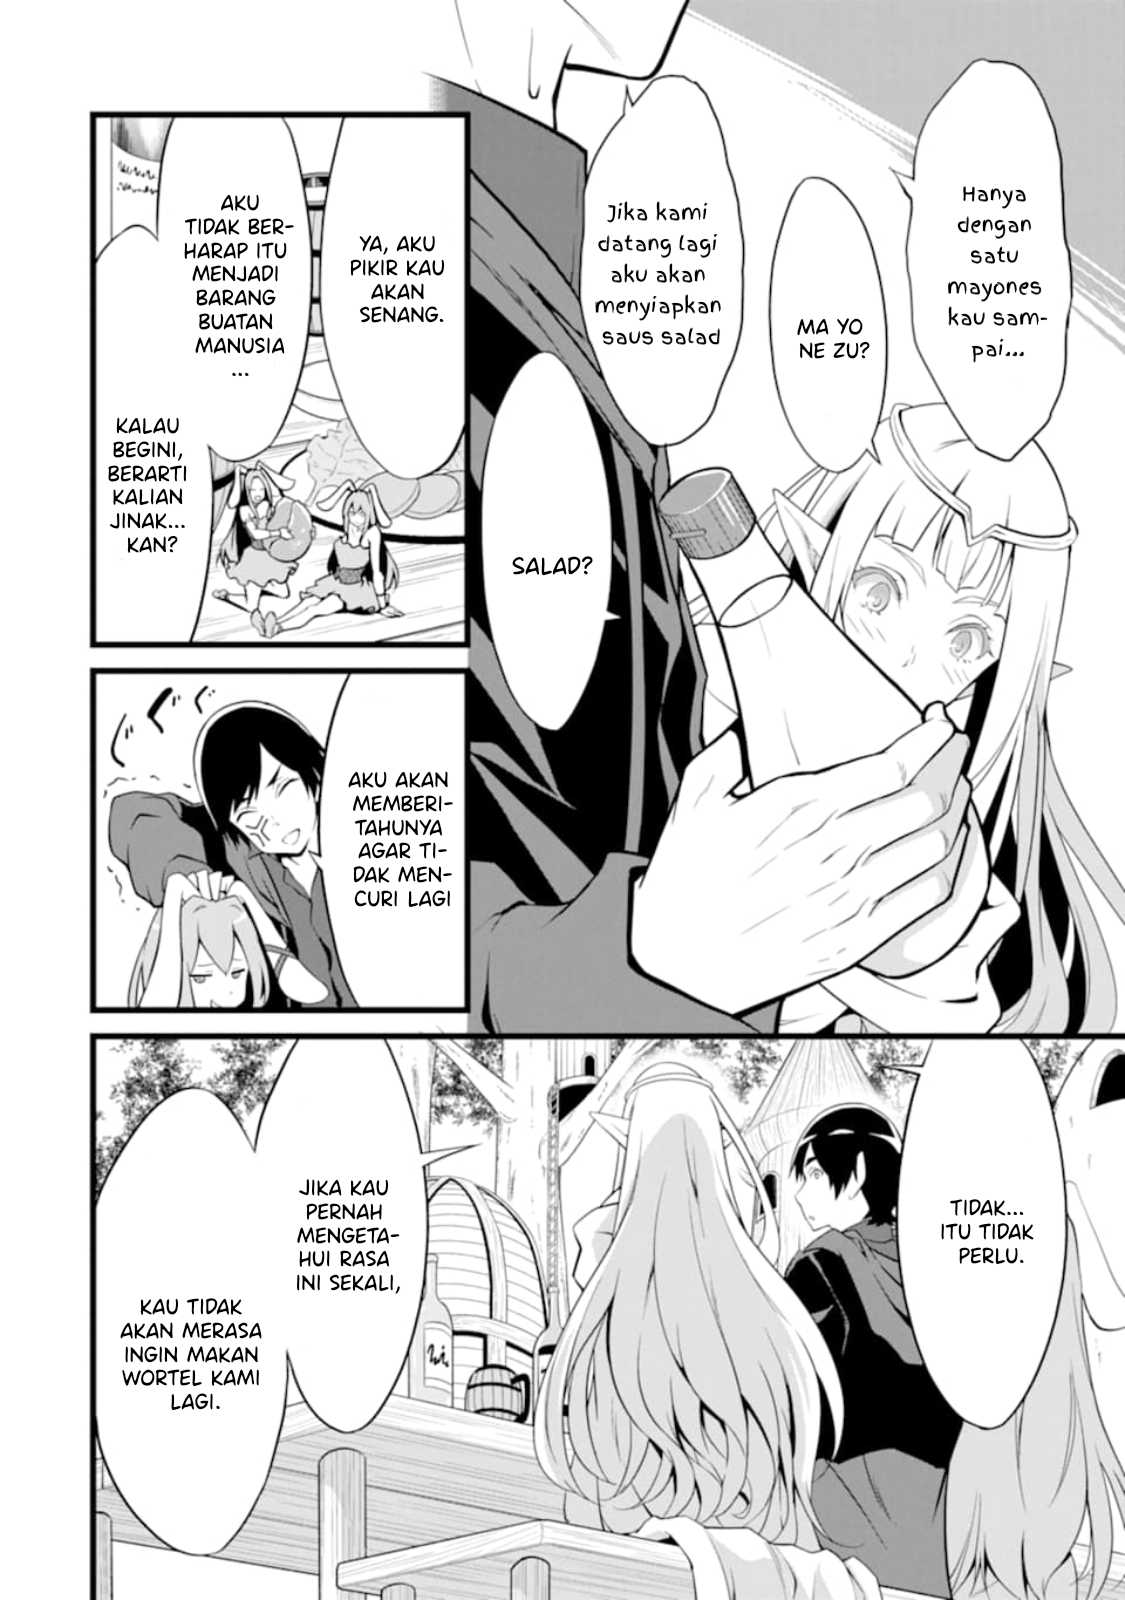 Hanya
dengan
satu
mayones
kau sam-
pai...
MA YO
NE ZU?
Jika kami
datang lagi
aku akan
menyiapkan
saus salad
SALAD?
YA, AKU
PIKIR KAU
AKAN
SENANG.
AKU
TIDAK BER-
HARAP ITU
MENJADI
BARANG
BUATAN
MANUSIA
...
KALAU
BEGINI,
BERARTI
KALIAN
JINAK...
KAN?
AKU AKAN
MEMBERI-
TAHUNYA
AGAR TI-
DAK MEN-
CURI LAGI
TIDAK...
ITU TIDAK
PERLU.
JIKA KAU
PERNAH
MENGETA-
HUI RASA
INI SEKALI,
KAU TIDAK
AKAN MERASA
INGIN MAKAN
WORTEL KAMI
LAGI.